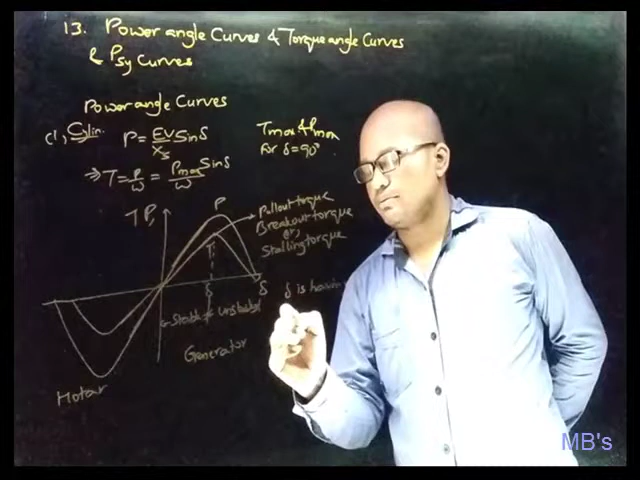 13. Power angle Curves & Torque angle Curves
& Psy Curves
Power angle Curves
(1) Cylin. P = EV/Xs Sinδ
Tmax & Pmax
for δ=90°.
⇒ T = P/ω = Pmax/ω Sinδ
T P,
P
Pullout torque
Breakout torque
(or)
Stalling torque
T
δ
δ
δ is having
Stable
unstable
Generator
Motor
MB's